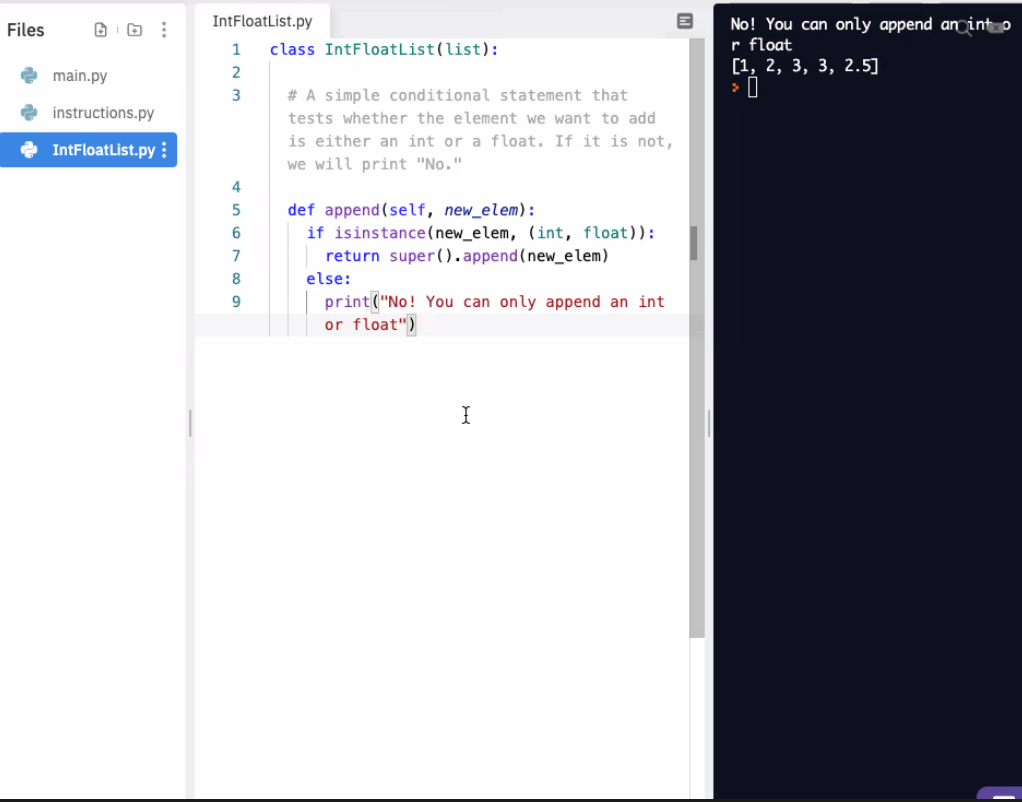 Files
main.py
instructions.py
IntFloatList.py
IntFloatList.py
1 class IntFloatList(list):
2
3 # A simple conditional statement that
tests whether the element we want to add
is either an int or a float. If it is not,
we will print "No."
4
5 def append(self, new_elem):
6 if isinstance(new_elem, (int, float)):
7 return super().append(new_elem)
8 else:
9 print("No! You can only append an int
or float")
No! You can only append an int o
r float
[1, 2, 3, 3, 2.5]
>